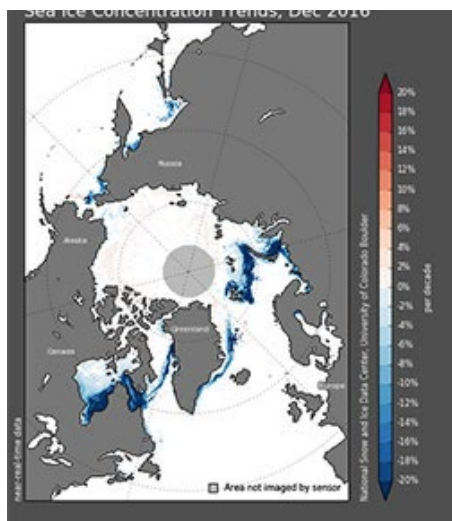 Sea Ice Concentration Trends, Dec 2016
Russia
Alaska
Greenland
Canada
Europe
near-real-time data
Area not imaged by sensor
National Snow and Ice Data Center, University of Colorado Boulder
20%
18%
16%
14%
12%
10%
8%
6%
4%
2%
0%
-2%
-4%
-6%
-8%
-10%
-12%
-14%
-16%
-18%
-20%
per decade